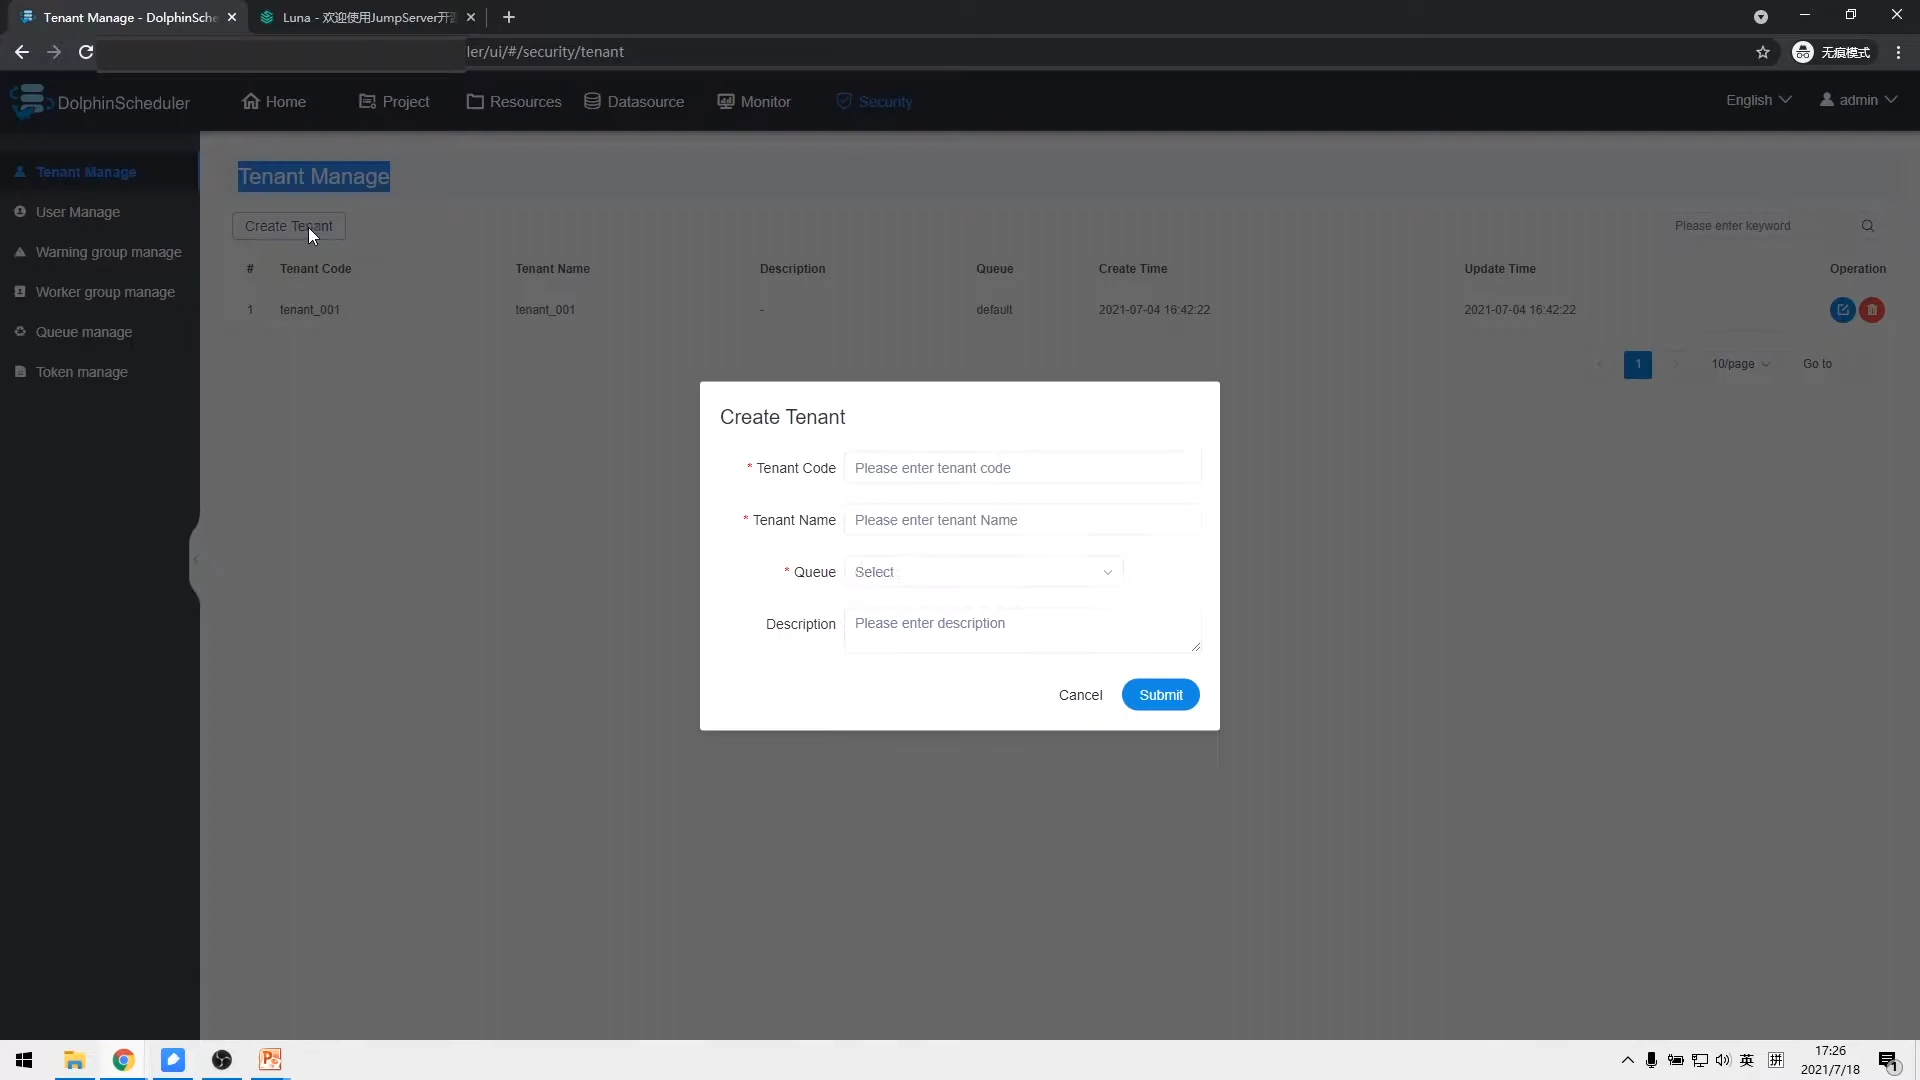 Tenant Manage - DolphinSche
Luna - 欢迎使用JumpServer开源
ler/ui/#/security/tenant
无痕模式
DolphinScheduler
Home
Project
Resources
Datasource
Monitor
Security
English
admin
Tenant Manage
User Manage
Warning group manage
Worker group manage
Queue manage
Token manage
Tenant Manage
Create Tenant
Please enter keyword
# Tenant Code Tenant Name Description Queue Create Time Update Time Operation
1 tenant_001 tenant_001 - default 2021-07-04 16:42:22 2021-07-04 16:42:22
1 10/page Go to
Create Tenant
* Tenant Code Please enter tenant code
* Tenant Name Please enter tenant Name
* Queue Select
Description Please enter description
Cancel Submit
英 拼
17:26
2021/7/18
1